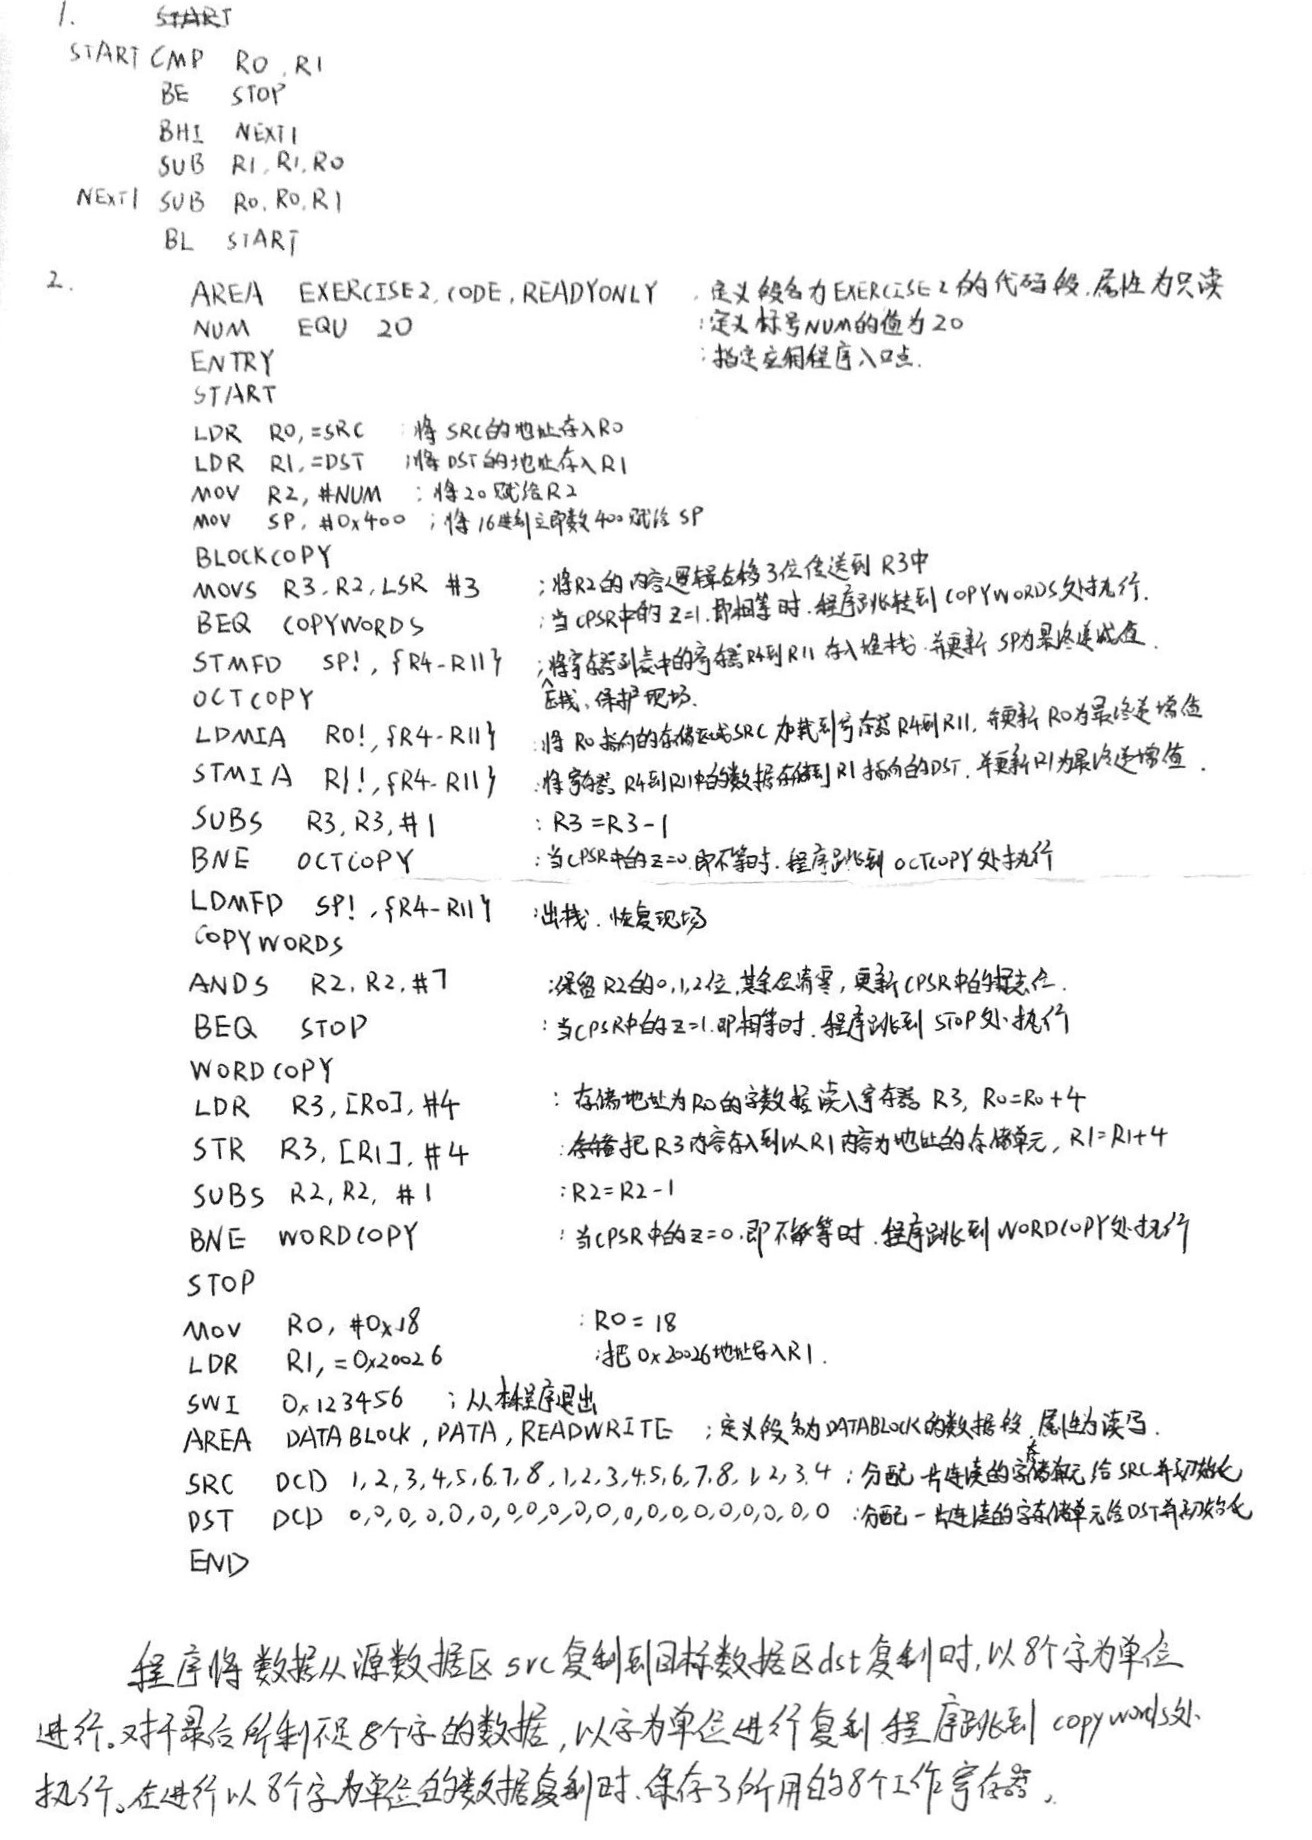 1. START
START CMP R0, R1
BE STOP
BHI NEXT1
SUB R1, R1, R0
NEXT1 SUB R0, R0, R1
BL START
2. AREA EXERCISE2, CODE, READYONLY ; 定义段名为EXERCISE2的代码段,属性为只读
NUM EQU 20 ;定义标号NUM的值为20
ENTRY ;指定应用程序入口点.
START
LDR R0, =SRC ;将SRC的地址存入R0
LDR R1, =DST ;将DST的地址存入R1
MOV R2, #NUM ;将20赋给R2
MOV SP, #0x400 ;将16进制立即数400赋给SP
BLOCKCOPY
MOVS R3, R2, LSR #3 ;将R2的内容逻辑右移3位传送到R3中
BEQ COPYWORDS ;当CPSR中的Z=1,即相等时,程序跳转到COPYWORDS处执行.
STMFD SP!, {R4-R11} ;将寄存器列表中的寄存器R4到R11存入堆栈,并更新SP为最终递减值.
OCTCOPY 压栈、保护现场.
LDMIA R0!, {R4-R11} ;将R0指向的存储区域SRC加载到寄存器R4到R11,并更新R0为最终递增值
STMIA R1!, {R4-R11} ;将寄存器R4到R11中的数据存储到R1指向的DST,并更新R1为最终递增值.
SUBS R3, R3, #1 ; R3=R3-1
BNE OCTCOPY ;当CPSR中的Z=0,即不等时,程序跳到OCTCOPY处执行
LDMFD SP!, {R4-R11} ;出栈.恢复现场
COPYWORDS
ANDS R2, R2, #7 ;保留R2的0,1,2位,其余位清零,更新CPSR中的标志位.
BEQ STOP ;当CPSR中的Z=1,即相等时,程序跳到STOP处执行
WORDCOPY
LDR R3, [R0], #4 ;存储地址为R0的字数据读入寄存器R3, R0=R0+4
STR R3, [R1], #4 ;存储把R3内容存入到以R1内容为地址的存储单元, R1=R1+4
SUBS R2, R2, #1 ;R2=R2-1
BNE WORDCOPY ;当CPSR中的Z=0,即不等时,程序跳到WORDCOPY处执行
STOP
MOV R0, #0x18 ;R0=18
LDR R1, =0x20026 ;把0x20026地址存入R1.
SWI 0x123456 ;从本程序退出
AREA DATABLOCK, DATA, READWRITE ;定义段名为DATABLOCK的数据段,属性为读写.
SRC DCD 1,2,3,4,5,6,7,8,1,2,3,4,5,6,7,8,1,2,3,4 ;分配一片连续的字存储单元给SRC并初始化
DST DCD 0,0,0,0,0,0,0,0,0,0,0,0,0,0,0,0,0,0,0,0 ;分配一片连续的字存储单元给DST并初始化
END
程序将数据从源数据区src复制到目标数据区dst复制时,以8个字为单位
进行。对于最后所剩不足8个字的数据,以字为单位进行复制,程序跳到copywords处
执行。在进行以8个字为单位的数据复制时,保存了所用的8个工作寄存器。